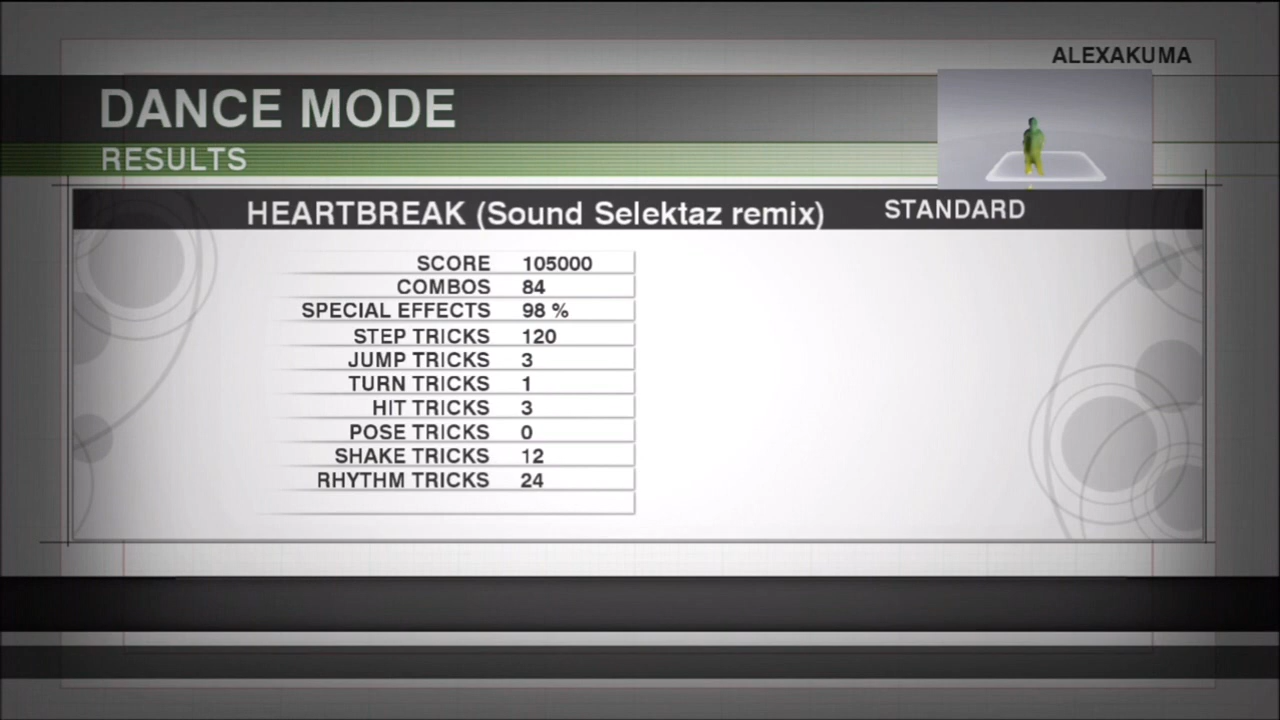 ALEXAKUMA
DANCE MODE
RESULTS
HEARTBREAK (Sound Selektaz remix) STANDARD
SCORE 105000
COMBOS 84
SPECIAL EFFECTS 98 %
STEP TRICKS 120
JUMP TRICKS 3
TURN TRICKS 1
HIT TRICKS 3
POSE TRICKS 0
SHAKE TRICKS 12
RHYTHM TRICKS 24